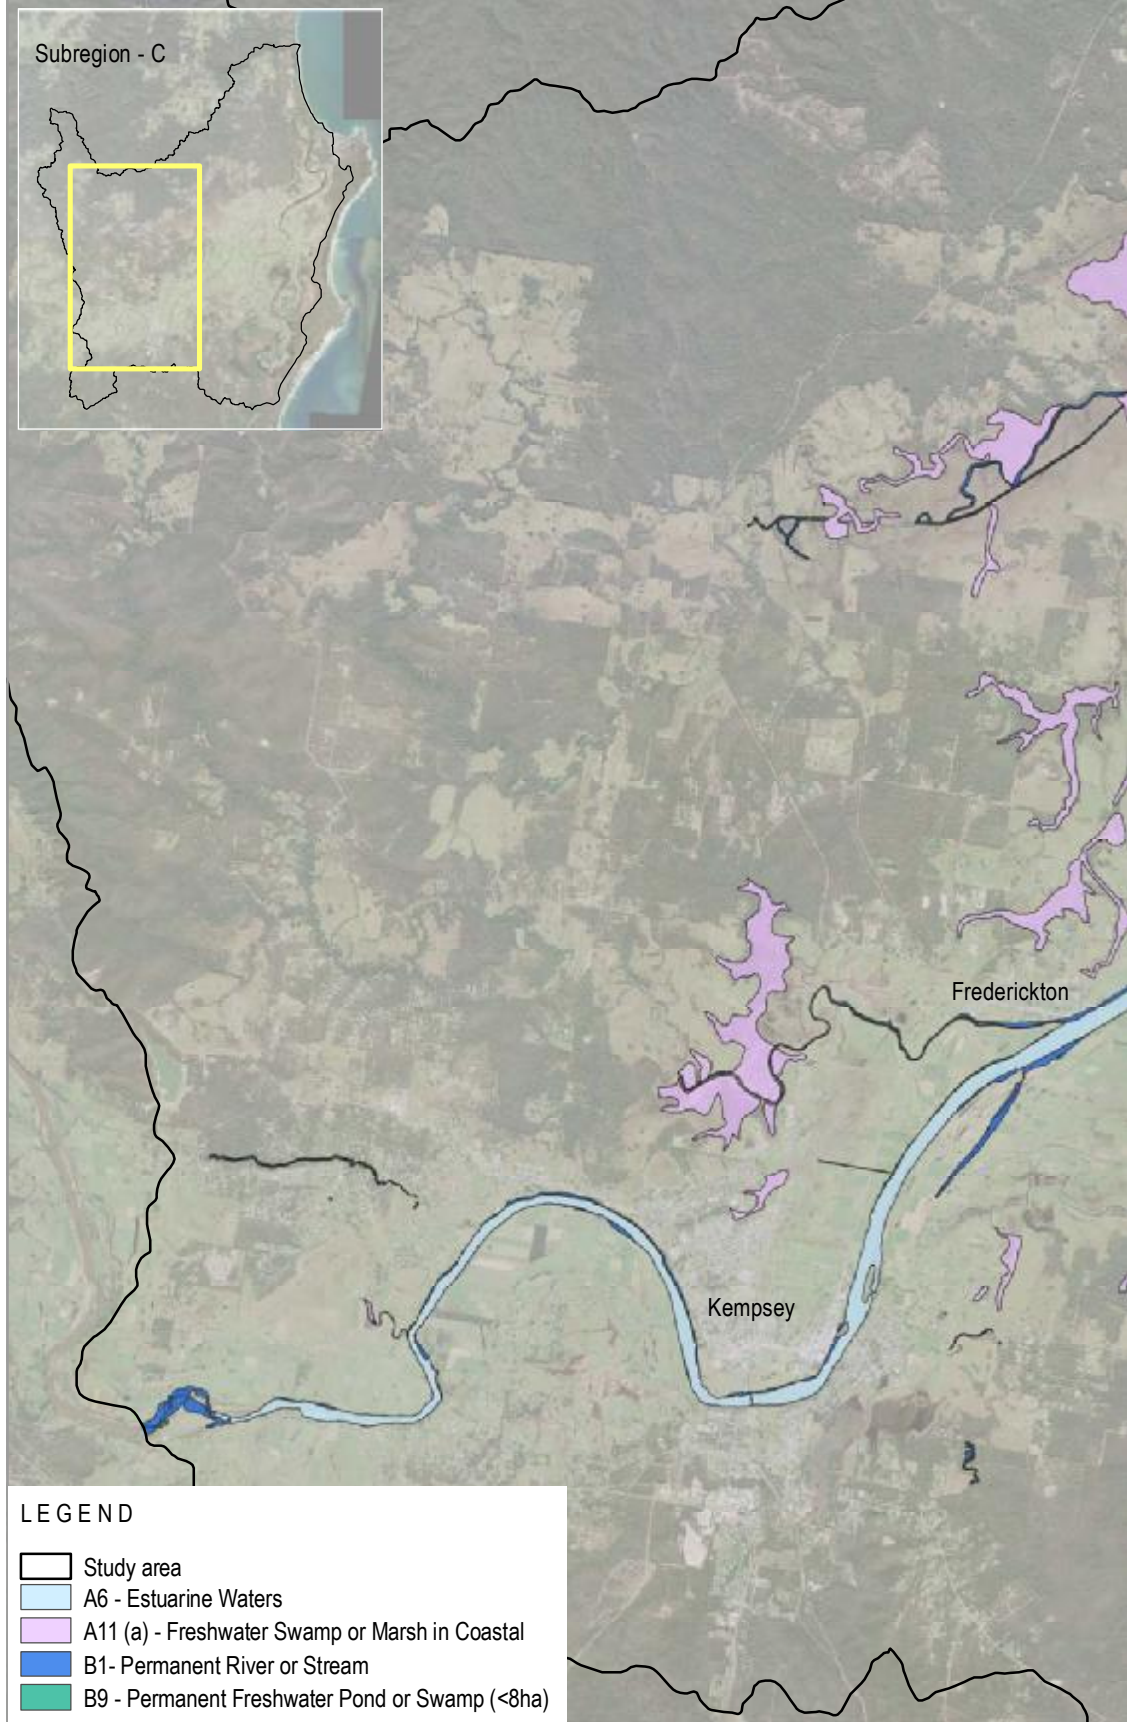 Subregion - C
Frederickton
Kempsey
LEGEND
Study area
A6 - Estuarine Waters
A11 (a) - Freshwater Swamp or Marsh in Coastal
B1- Permanent River or Stream
B9 - Permanent Freshwater Pond or Swamp (<8ha)